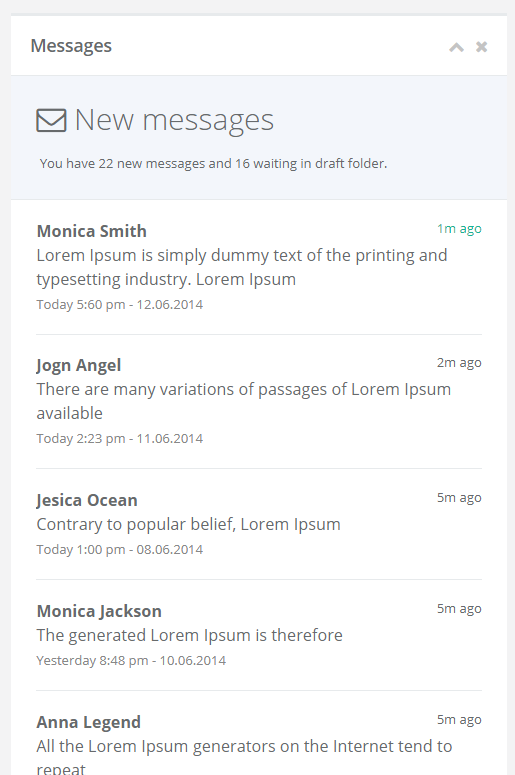 Messages
New messages
You have 22 new messages and 16 waiting in draft folder.
Monica Smith
1m ago
Lorem Ipsum is simply dummy text of the printing and
typesetting industry. Lorem Ipsum
Today 5:60 pm - 12.06.2014
Jogn Angel
2m ago
There are many variations of passages of Lorem Ipsum
available
Today 2:23 pm - 11.06.2014
Jesica Ocean
5m ago
Contrary to popular belief, Lorem Ipsum
Today 1:00 pm - 08.06.2014
Monica Jackson
5m ago
The generated Lorem Ipsum is therefore
Yesterday 8:48 pm - 10.06.2014
Anna Legend
5m ago
All the Lorem Ipsum generators on the Internet tend to
repeat